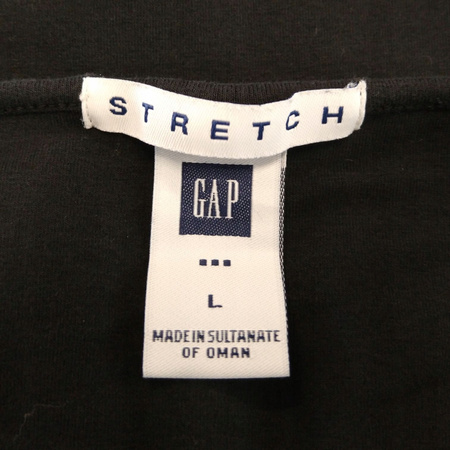 STRETCH
GAP
L
MADE IN SULTANATE
OF OMAN